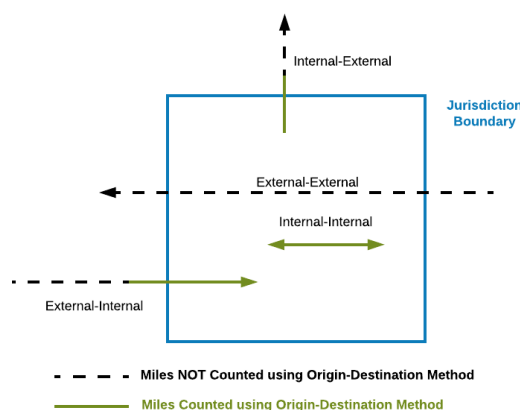 Internal-External
Jurisdiction
Boundary
External-External
Internal-Internal
External-Internal
Miles NOT Counted using Origin-Destination Method
Miles Counted using Origin-Destination Method